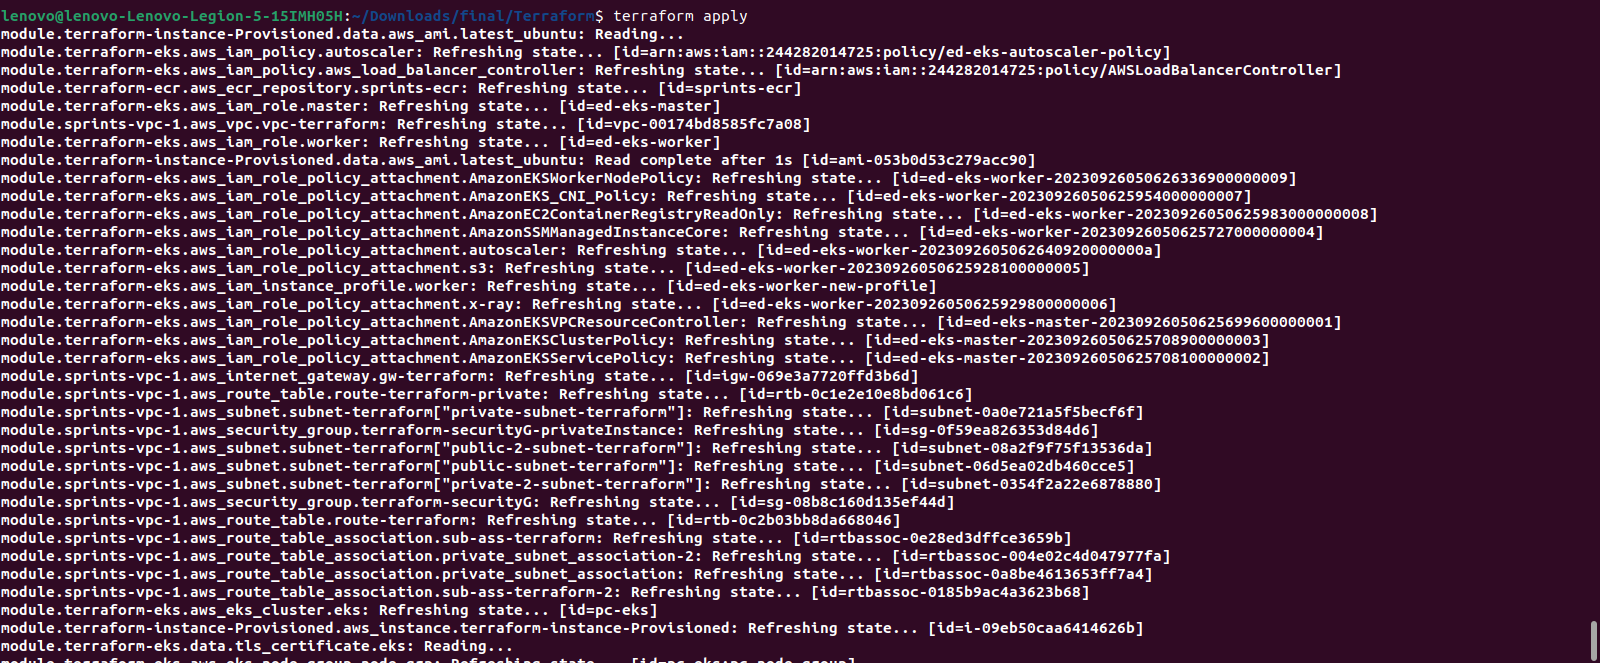 lenovo@lenovo-Lenovo-Legion-5-15IMH05H:~/Downloads/final/Terraform$ terraform apply
module.terraform-instance-Provisioned.data.aws_ami.latest_ubuntu: Reading...
module.terraform-eks.aws_iam_policy.autoscaler: Refreshing state... [id=arn:aws:iam::244282014725:policy/ed-eks-autoscaler-policy]
module.terraform-eks.aws_iam_policy.aws_load_balancer_controller: Refreshing state... [id=arn:aws:iam::244282014725:policy/AWSLoadBalancerController]
module.terraform-ecr.aws_ecr_repository.sprints-ecr: Refreshing state... [id=sprints-ecr]
module.terraform-eks.aws_iam_role.master: Refreshing state... [id=ed-eks-master]
module.sprints-vpc-1.aws_vpc.vpc-terraform: Refreshing state... [id=vpc-00174bd8585fc7a08]
module.terraform-eks.aws_iam_role.worker: Refreshing state... [id=ed-eks-worker]
module.terraform-instance-Provisioned.data.aws_ami.latest_ubuntu: Read complete after 1s [id=ami-053b0d53c279acc90]
module.terraform-eks.aws_iam_role_policy_attachment.AmazonEKSWorkerNodePolicy: Refreshing state... [id=ed-eks-worker-20230926050626336900000009]
module.terraform-eks.aws_iam_role_policy_attachment.AmazonEKS_CNI_Policy: Refreshing state... [id=ed-eks-worker-20230926050625954000000007]
module.terraform-eks.aws_iam_role_policy_attachment.AmazonEC2ContainerRegistryReadOnly: Refreshing state... [id=ed-eks-worker-20230926050625983000000008]
module.terraform-eks.aws_iam_role_policy_attachment.AmazonSSMManagedInstanceCore: Refreshing state... [id=ed-eks-worker-20230926050625727000000004]
module.terraform-eks.aws_iam_role_policy_attachment.autoscaler: Refreshing state... [id=ed-eks-worker-2023092605062640920000000a]
module.terraform-eks.aws_iam_role_policy_attachment.s3: Refreshing state... [id=ed-eks-worker-20230926050625928100000005]
module.terraform-eks.aws_iam_instance_profile.worker: Refreshing state... [id=ed-eks-worker-new-profile]
module.terraform-eks.aws_iam_role_policy_attachment.x-ray: Refreshing state... [id=ed-eks-worker-20230926050625929800000006]
module.terraform-eks.aws_iam_role_policy_attachment.AmazonEKSVPCResourceController: Refreshing state... [id=ed-eks-master-20230926050625699600000001]
module.terraform-eks.aws_iam_role_policy_attachment.AmazonEKSClusterPolicy: Refreshing state... [id=ed-eks-master-20230926050625708900000003]
module.terraform-eks.aws_iam_role_policy_attachment.AmazonEKSServicePolicy: Refreshing state... [id=ed-eks-master-20230926050625708100000002]
module.sprints-vpc-1.aws_internet_gateway.gw-terraform: Refreshing state... [id=igw-069e3a7720ffd3b6d]
module.sprints-vpc-1.aws_route_table.route-terraform-private: Refreshing state... [id=rtb-0c1e2e10e8bd061c6]
module.sprints-vpc-1.aws_subnet.subnet-terraform["private-subnet-terraform"]: Refreshing state... [id=subnet-0a0e721a5f5becf6f]
module.sprints-vpc-1.aws_security_group.terraform-securityG-privateInstance: Refreshing state... [id=sg-0f59ea826353d84d6]
module.sprints-vpc-1.aws_subnet.subnet-terraform["public-2-subnet-terraform"]: Refreshing state... [id=subnet-08a2f9f75f13536da]
module.sprints-vpc-1.aws_subnet.subnet-terraform["public-subnet-terraform"]: Refreshing state... [id=subnet-06d5ea02db460cce5]
module.sprints-vpc-1.aws_subnet.subnet-terraform["private-2-subnet-terraform"]: Refreshing state... [id=subnet-0354f2a22e6878880]
module.sprints-vpc-1.aws_security_group.terraform-securityG: Refreshing state... [id=sg-08b8c160d135ef44d]
module.sprints-vpc-1.aws_route_table.route-terraform: Refreshing state... [id=rtb-0c2b03bb8da668046]
module.sprints-vpc-1.aws_route_table_association.sub-ass-terraform: Refreshing state... [id=rtbassoc-0e28ed3dffce3659b]
module.sprints-vpc-1.aws_route_table_association.private_subnet_association-2: Refreshing state... [id=rtbassoc-004e02c4d047977fa]
module.sprints-vpc-1.aws_route_table_association.private_subnet_association: Refreshing state... [id=rtbassoc-0a8be4613653ff7a4]
module.sprints-vpc-1.aws_route_table_association.sub-ass-terraform-2: Refreshing state... [id=rtbassoc-0185b9ac4a3623b68]
module.terraform-eks.aws_eks_cluster.eks: Refreshing state... [id=pc-eks]
module.terraform-instance-Provisioned.aws_instance.terraform-instance-Provisioned: Refreshing state... [id=i-09eb50caa6414626b]
module.terraform-eks.data.tls_certificate.eks: Reading...